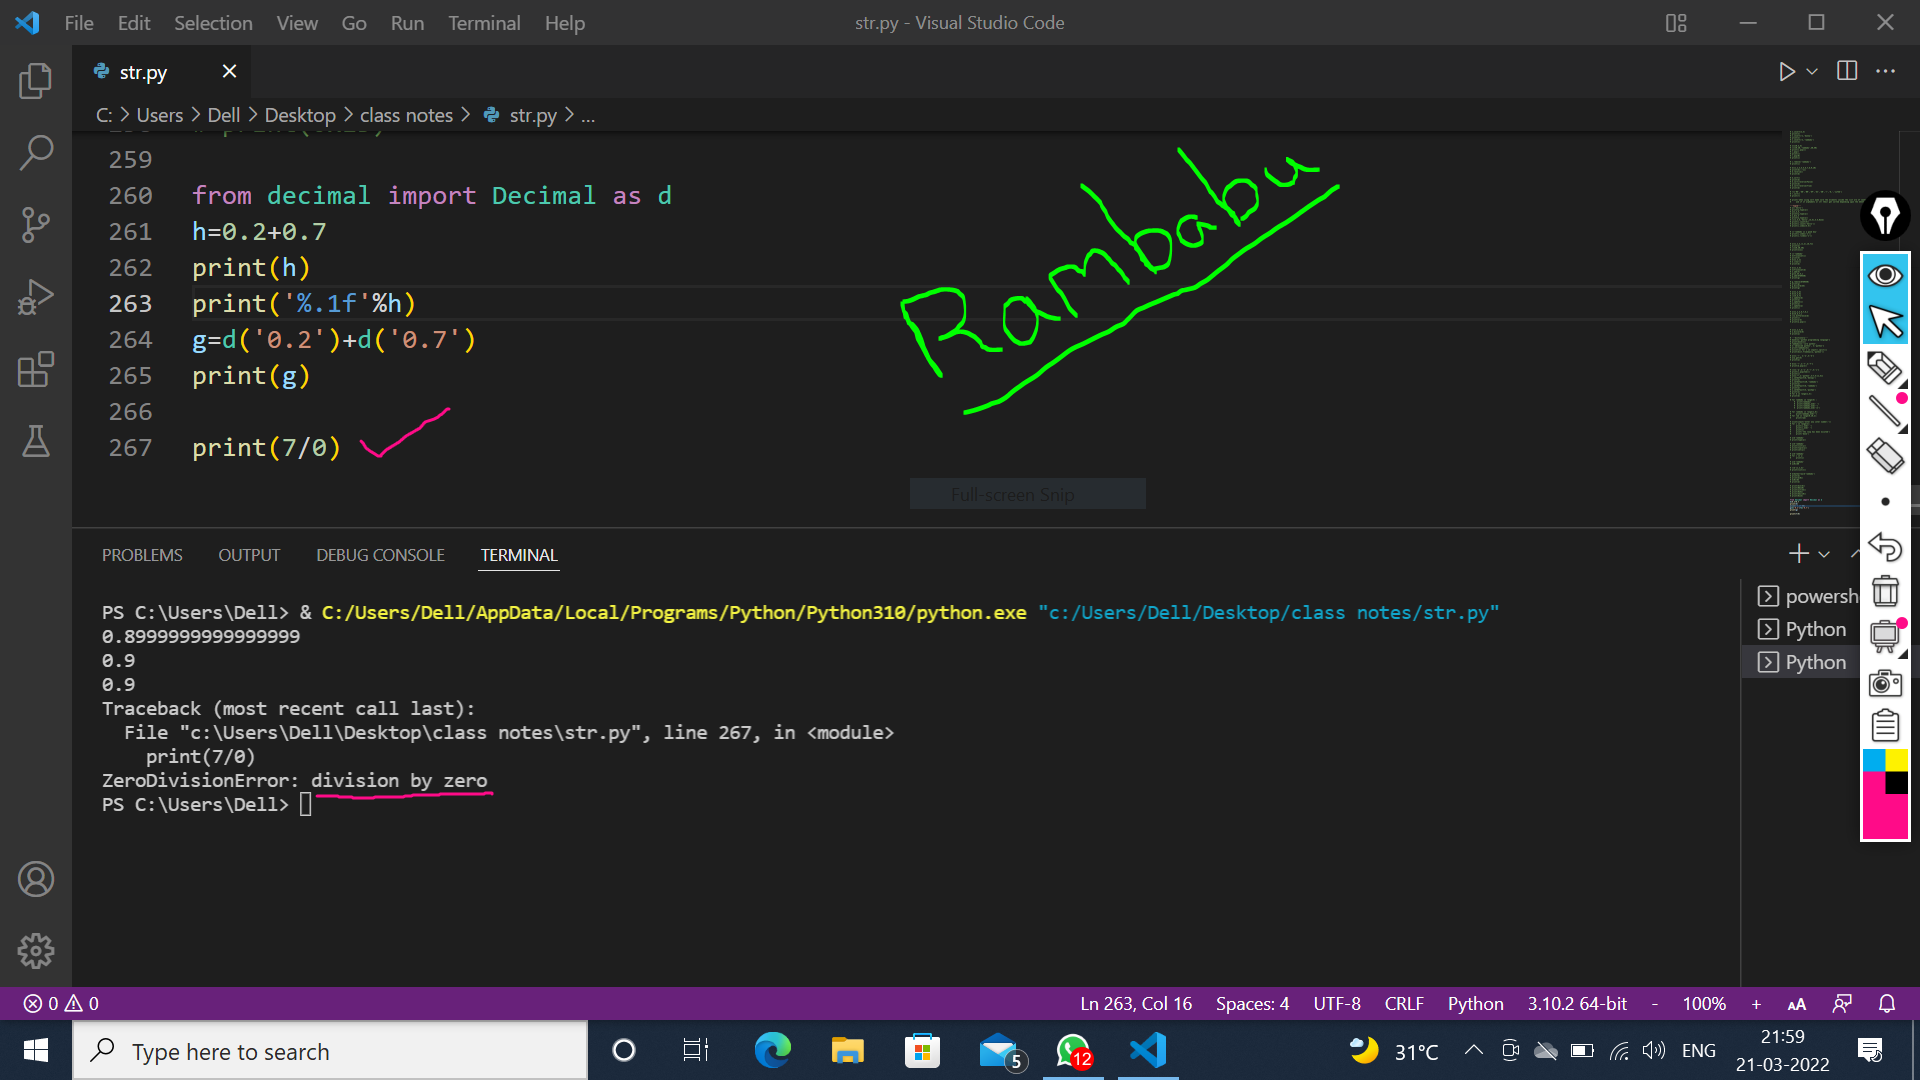 File Edit Selection View Go Run Terminal Help
str.py - Visual Studio Code
str.py
C: > Users > Dell > Desktop > class notes > str.py > ...
259
260 from decimal import Decimal as d
261 h=0.2+0.7
262 print(h)
263 print('%.1f'%h)
264 g=d('0.2')+d('0.7')
265 print(g)
266
267 print(7/0)
Rambabu
Full-screen Snip
PROBLEMS OUTPUT DEBUG CONSOLE TERMINAL
PS C:\Users\Dell> & C:/Users/Dell/AppData/Local/Programs/Python/Python310/python.exe "c:/Users/Dell/Desktop/class notes/str.py"
0.8999999999999999
0.9
0.9
Traceback (most recent call last):
File "c:\Users\Dell\Desktop\class notes\str.py", line 267, in <module>
print(7/0)
ZeroDivisionError: division by zero
PS C:\Users\Dell>
powersh
Python
Python
0 0
Ln 263, Col 16 Spaces: 4 UTF-8 CRLF Python 3.10.2 64-bit - 100% +
Type here to search
5
12
31°C
ENG
21:59
21-03-2022